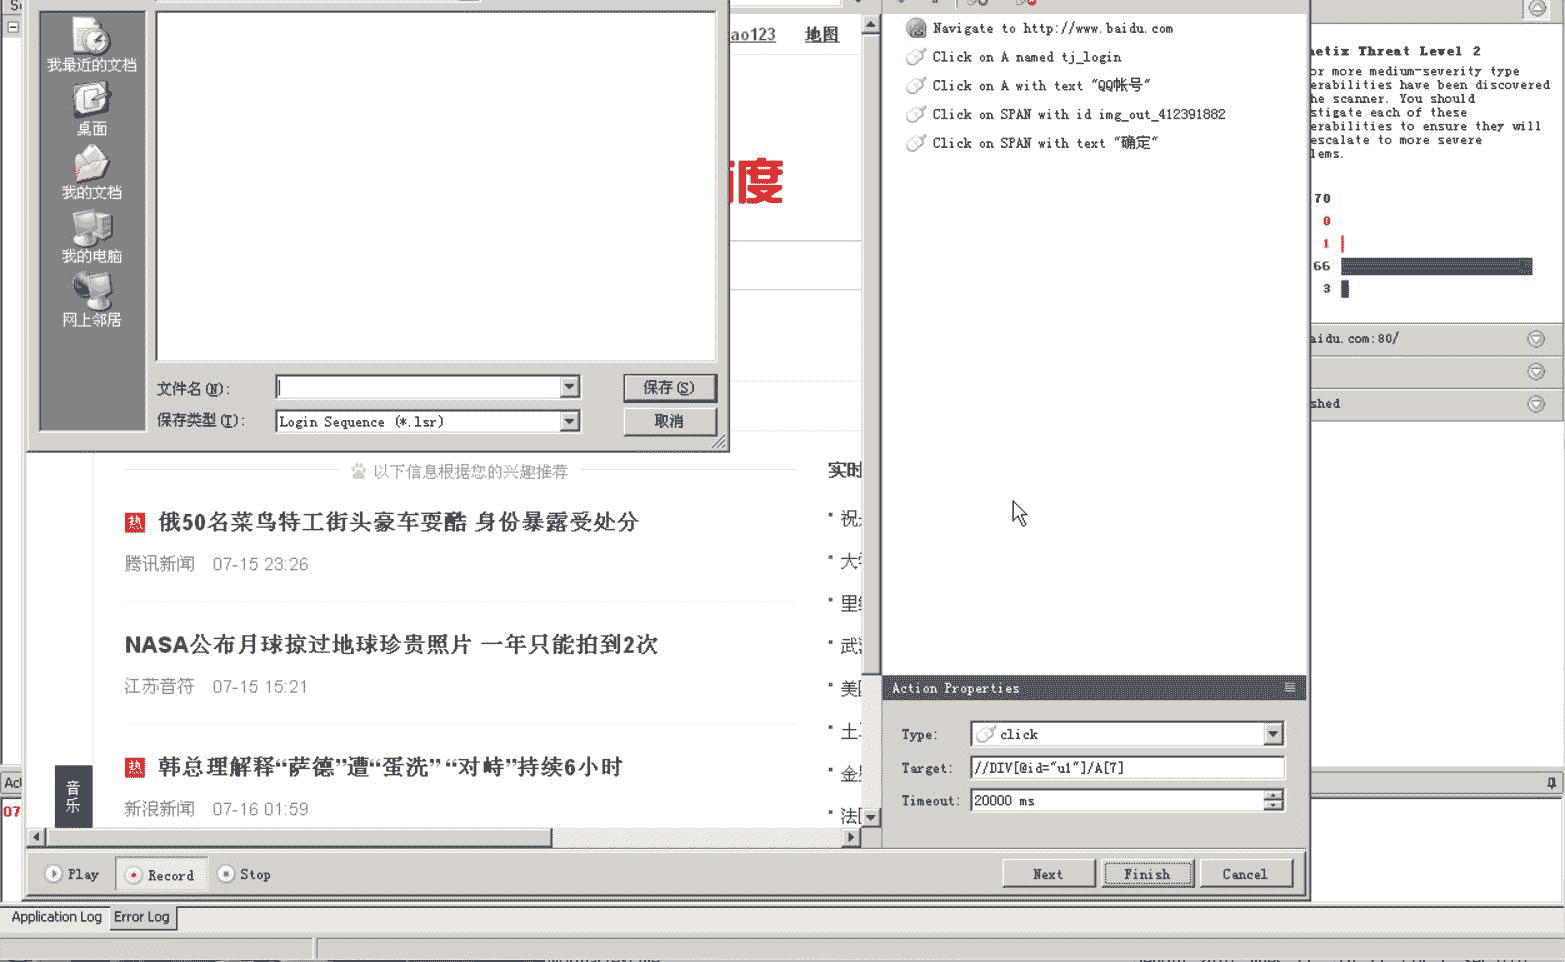 我最近的文档
桌面
我的文档
我的电脑
网上邻居
文件名(N):
保存(S)
保存类型(T):
Login Sequence (*.lsr)
取消
ao123
地图
度
以下信息根据您的兴趣推荐
实时
热 俄50名菜鸟特工街头豪车耍酷 身份暴露受处分
腾讯新闻 07-15 23:26
NASA公布月球掠过地球珍贵照片 一年只能拍到2次
江苏音符 07-15 15:21
热 韩总理解释“萨德”遭“蛋洗” “对峙”持续6小时
新浪新闻 07-16 01:59
祝
大
里
武
美
土
金
法
音
乐
Navigate to http://www.baidu.com
Click on A named tj_login
Click on A with text "QQ帐号"
Click on SPAN with id img_out_412391882
Click on SPAN with text "确定"
Action Properties
Type: click
Target: //DIV[@id="u1"]/A[7]
Timeout: 20000 ms
Play
Record
Stop
Next
Finish
Cancel
netix Threat Level 2
or more medium-severity type
erabilities have been discovered
he scanner. You should
stigate each of these
erabilities to ensure they will
escalate to more severe
lems.
70
0
1
66
3
aidu.com:80/
shed
Ac
07
Application Log
Error Log